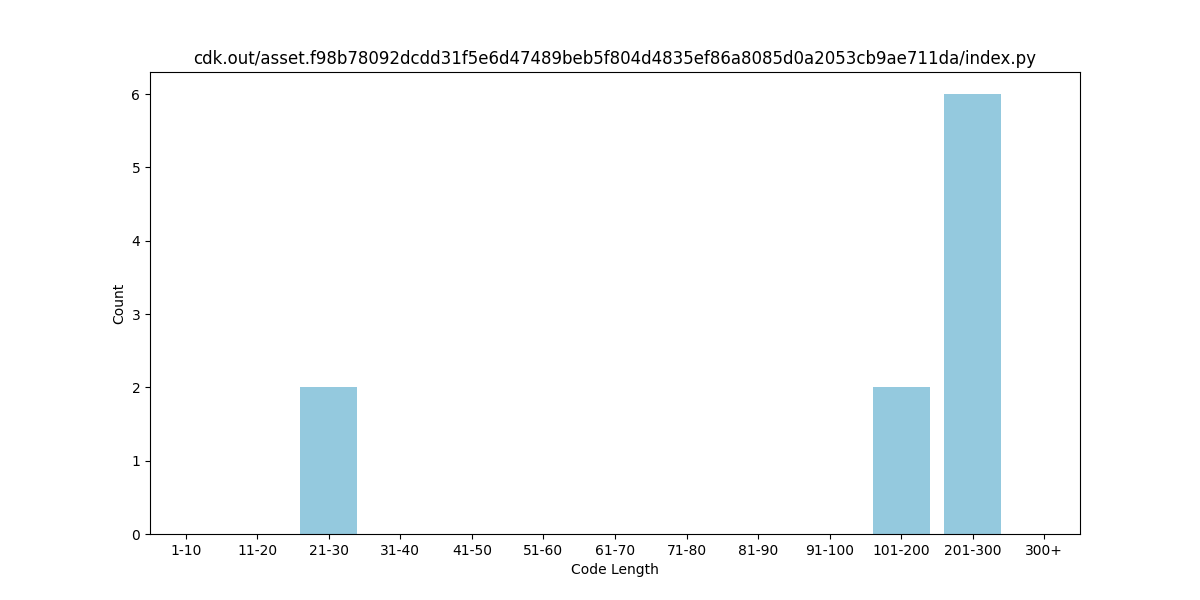 cdk.out/asset.f98b78092dcdd31f5e6d47489beb5f804d4835ef86a8085d0a2053cb9ae711da/index.py
6
5
4
3
2
1
0
Count
1-10 11-20 21-30 31-40 41-50 51-60 61-70 71-80 81-90 91-100 101-200 201-300 300+
Code Length